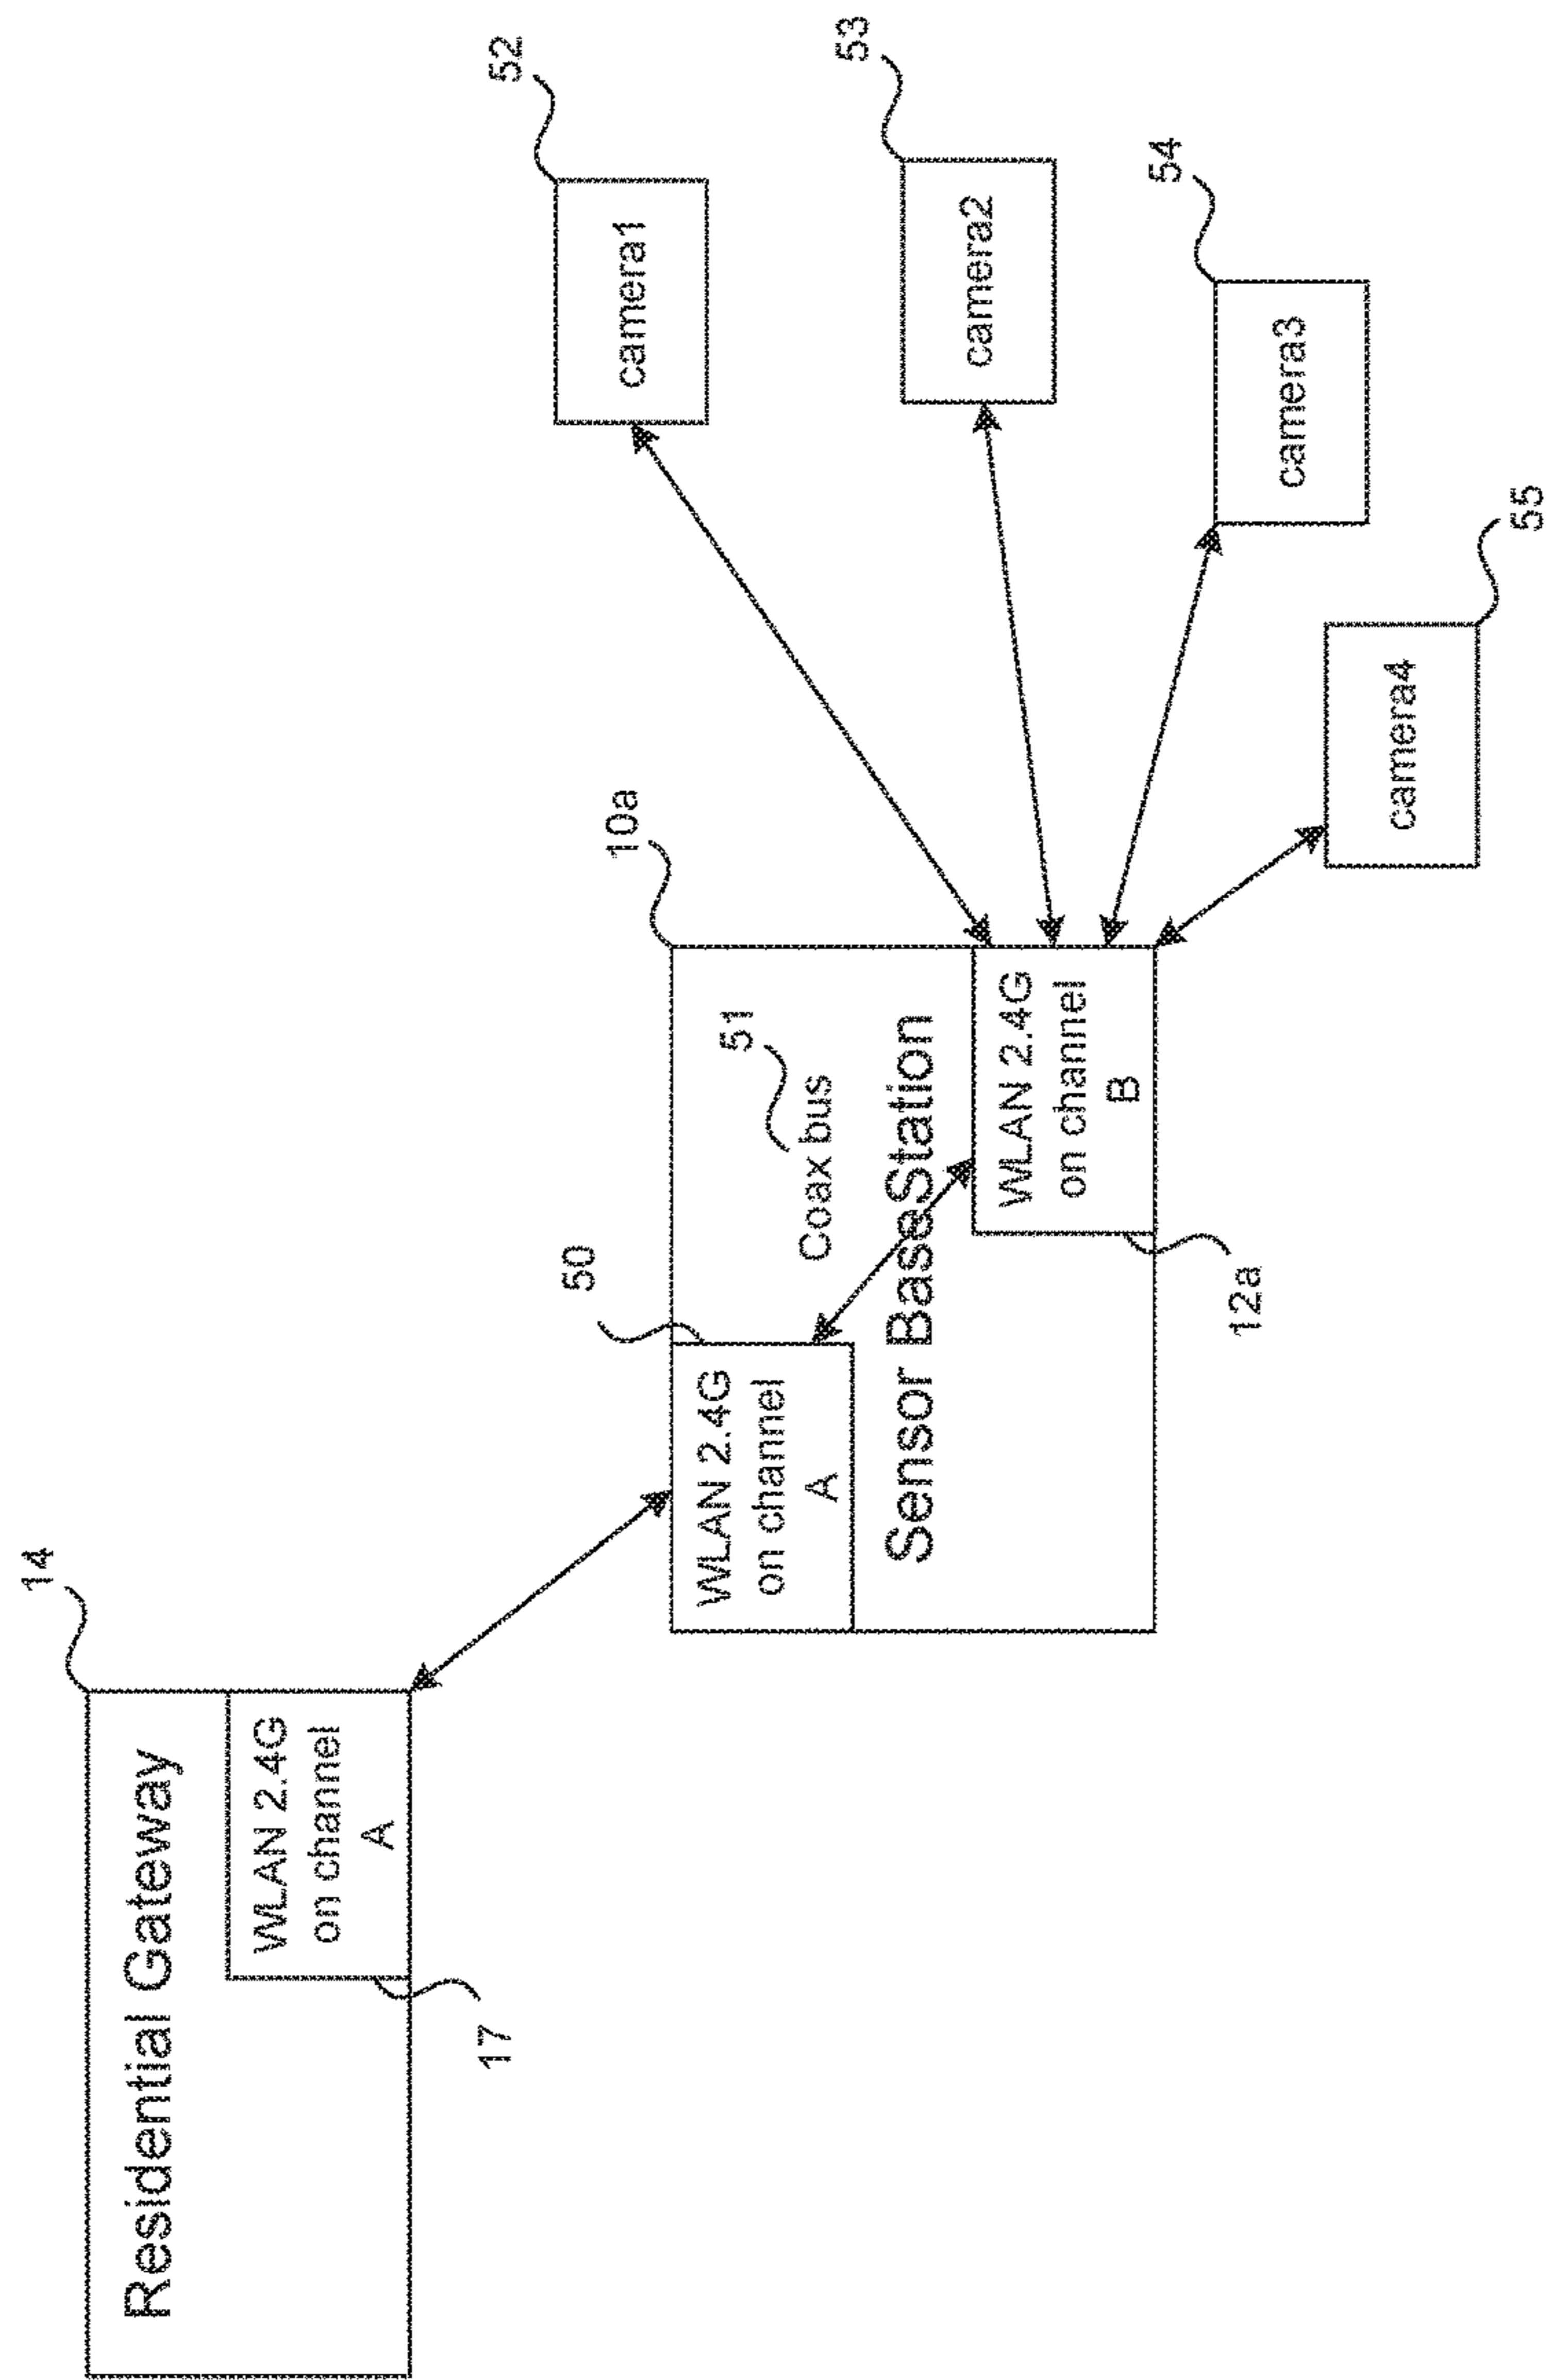 14
Residential Gateway
WLAN 2.4G
on channel
A
17
50
10a
51
Coax bus
WLAN 2.4G
on channel
A
Sensor BaseStation
WLAN 2.4G
on channel
B
12a
52
camera1
53
camera2
54
camera3
55
camera4